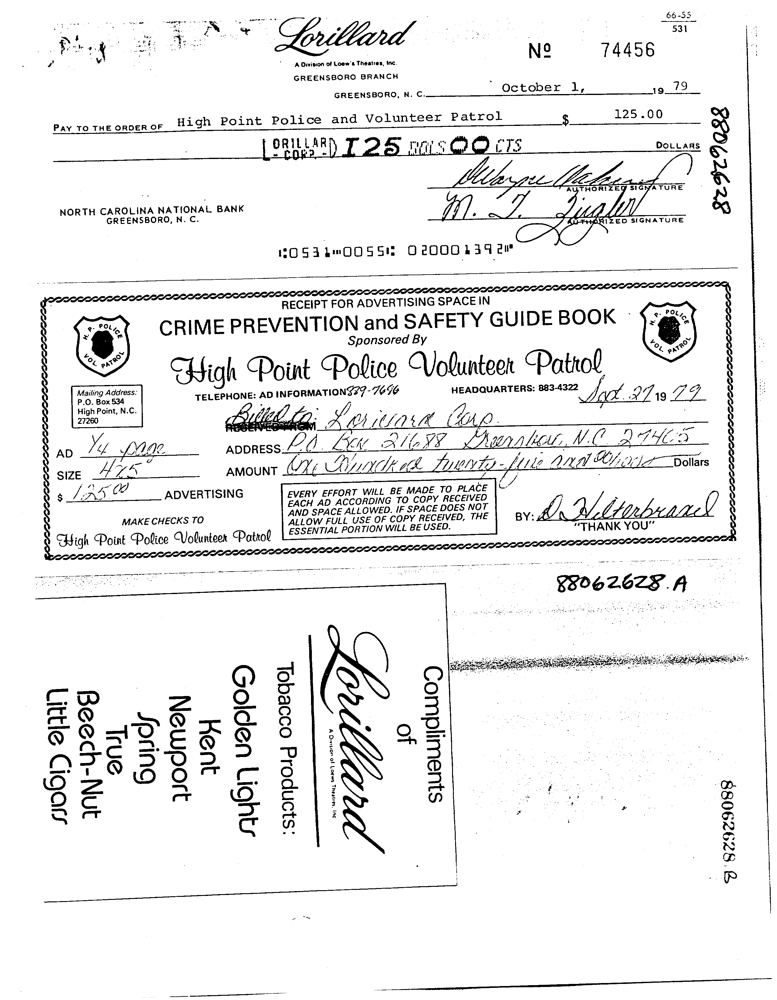 66-55
531
Lorillard
A Division of Loew's Theatres, Inc.
GREENSBORO BRANCH
Nº 74456
GREENSBORO, N. C. October 1, 19 79
PAY TO THE ORDER OF High Point Police and Volunteer Patrol $ 125.00
LORILLARD CORP. 125 DOLS 00 CTS DOLLARS
AUTHORIZED SIGNATURE
M. J. Ziegler
AUTHORIZED SIGNATURE
NORTH CAROLINA NATIONAL BANK
GREENSBORO, N. C.
⑆0531⑉0055⑆ 020001392⑈
88062628
RECEIPT FOR ADVERTISING SPACE IN
CRIME PREVENTION and SAFETY GUIDE BOOK
Sponsored By
High Point Police Volunteer Patrol
H. P. POLICE
VOL. PATROL
H. P. POLICE
VOL. PATROL
TELEPHONE: AD INFORMATION 839-7696 HEADQUARTERS: 883-4322 Sept. 27 19 79
Mailing Address:
P.O. Box 534
High Point, N.C.
27260
Billed to: Lorillard Corp.
RECEIVED FROM
AD 1/4 page ADDRESS P.O. Box 21688 Greensboro, N.C. 27405
SIZE 4x5" AMOUNT One Hundred twenty-five and 00/100 Dollars
$ 125.00 ADVERTISING
EVERY EFFORT WILL BE MADE TO PLACE
EACH AD ACCORDING TO COPY RECEIVED
AND SPACE ALLOWED. IF SPACE DOES NOT
ALLOW FULL USE OF COPY RECEIVED, THE
ESSENTIAL PORTION WILL BE USED.
MAKE CHECKS TO
High Point Police Volunteer Patrol
BY: D. Hilterbrand
"THANK YOU"
88062628.A
Compliments
of
Lorillard
A Division of Loews Theatres, Inc.
Tobacco Products:
Golden Lights
Kent
Newport
Spring
True
Beech-Nut
Little Cigars
88062628.B